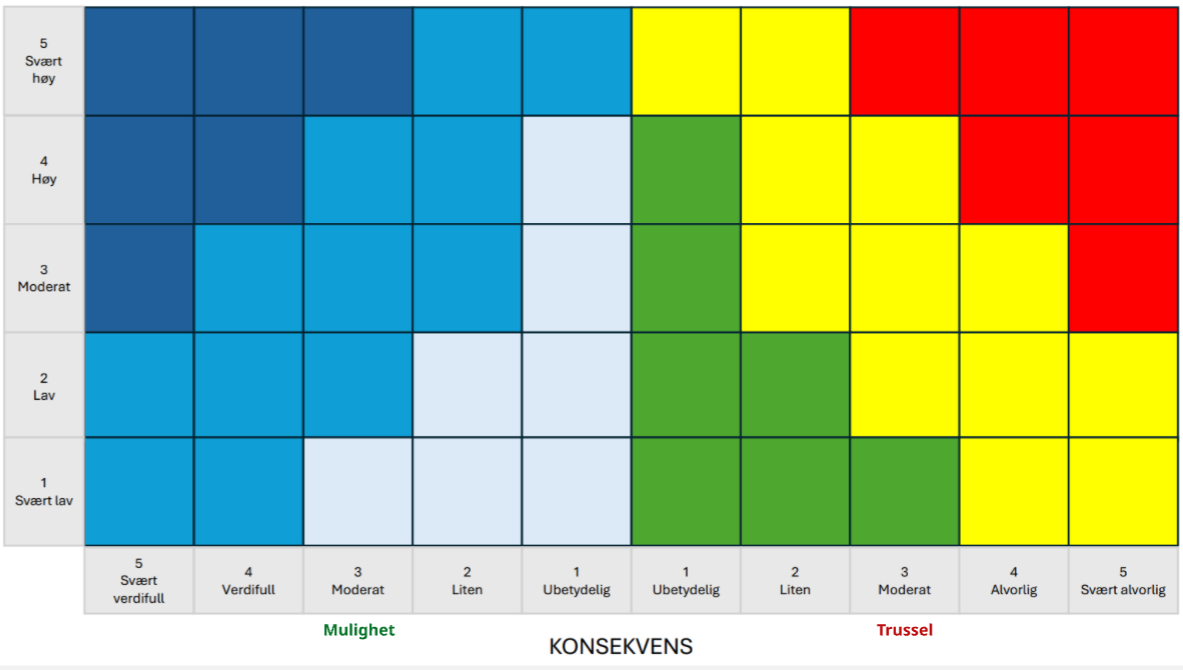 5
Svært
høy
4
Høy
3
Moderat
2
Lav
1
Svært lav
5
Svært
verdifull
4
Verdifull
3
Moderat
2
Liten
1
Ubetydelig
1
Ubetydelig
2
Liten
3
Moderat
4
Alvorlig
5
Svært alvorlig
Mulighet
Trussel
KONSEKVENS